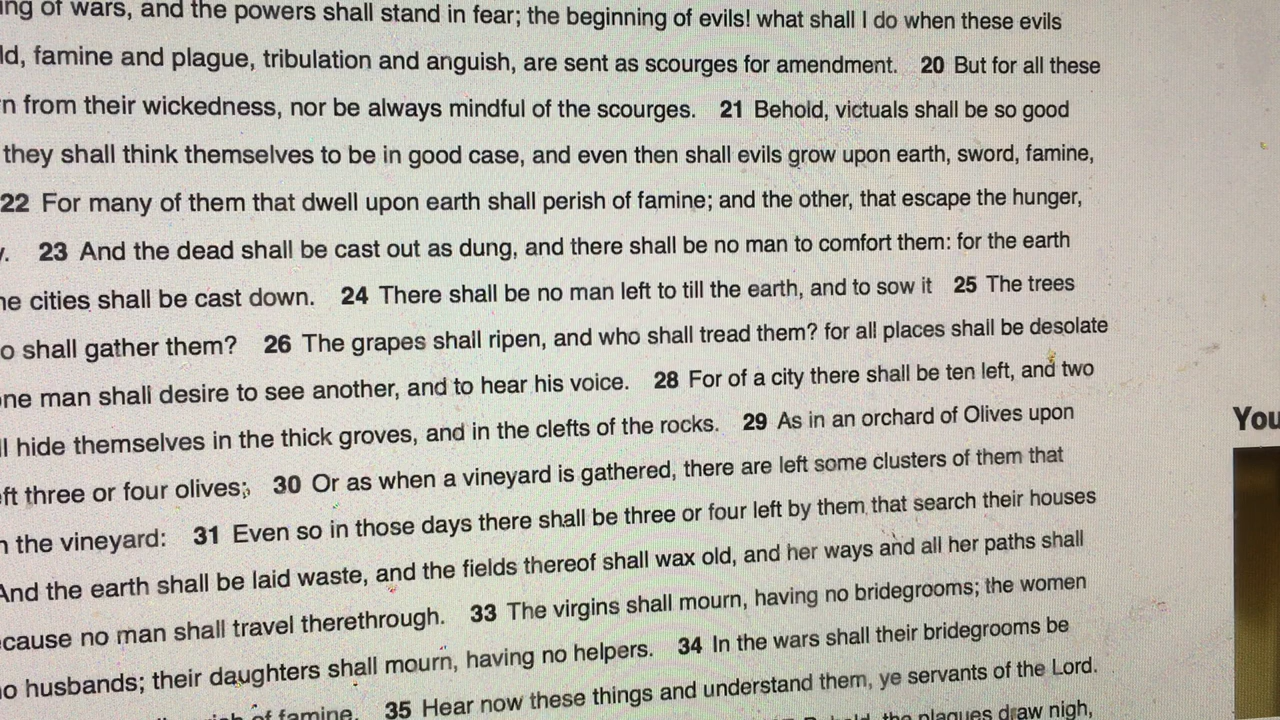 of wars, and the powers shall stand in fear; the beginning of evils! what shall I do when these evils
famine and plague, tribulation and anguish, are sent as scourges for amendment. 20 But for all these
from their wickedness, nor be always mindful of the scourges. 21 Behold, victuals shall be so good
they shall think themselves to be in good case, and even then shall evils grow upon earth, sword, famine,
22 For many of them that dwell upon earth shall perish of famine; and the other, that escape the hunger,
23 And the dead shall be cast out as dung, and there shall be no man to comfort them: for the earth
cities shall be cast down. 24 There shall be no man left to till the earth, and to sow it 25 The trees
shall gather them? 26 The grapes shall ripen, and who shall tread them? for all places shall be desolate
one man shali desire to see another, and to hear his voice. 28 For of a city there shall be ten left, and two
hide themselves in the thick groves, and in the clefts of the rocks. 29 As in an orchard of Olives upon
three or four olives; 30 Or as when a vineyard is gathered, there are left some clusters of them that
the vineyard: 31 Even so in those days there shall be three or four left by them that search their houses
And the earth shall be laid waste, and the fields thereof shall wax old, and her ways and all her paths shall
no man shall travel therethrough. 33 The virgins shall mourn, having no bridegrooms; the women
husbands; their daughters shall mourn, having no helpers. 34 In the wars shall their bridegrooms be
of famine. 35 Hear now these things and understand them, ye servants of the Lord.
the plagues draw nigh,
You